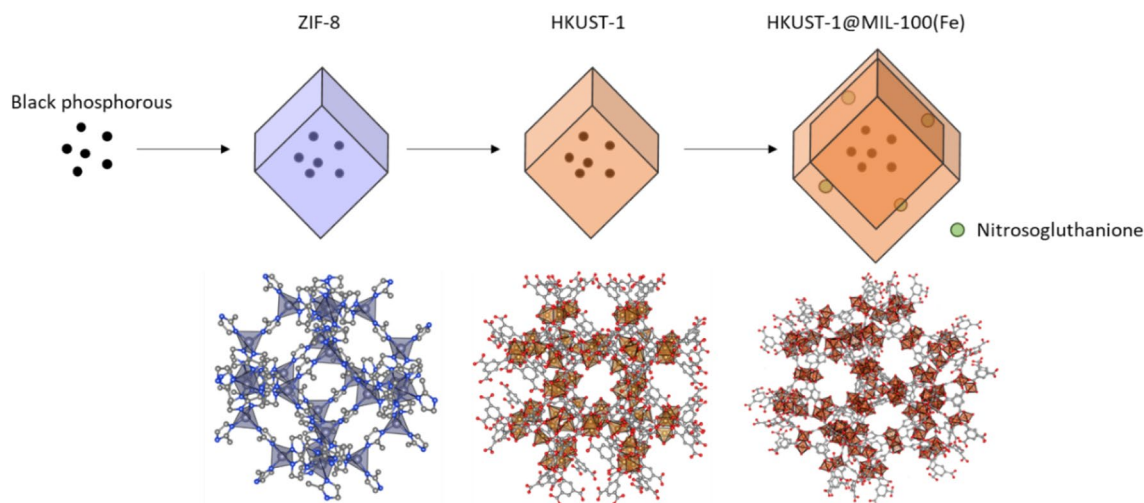 ZIF-8
HKUST-1
HKUST-1@MIL-100(Fe)
Black phosphorous
Nitrosogluthanione